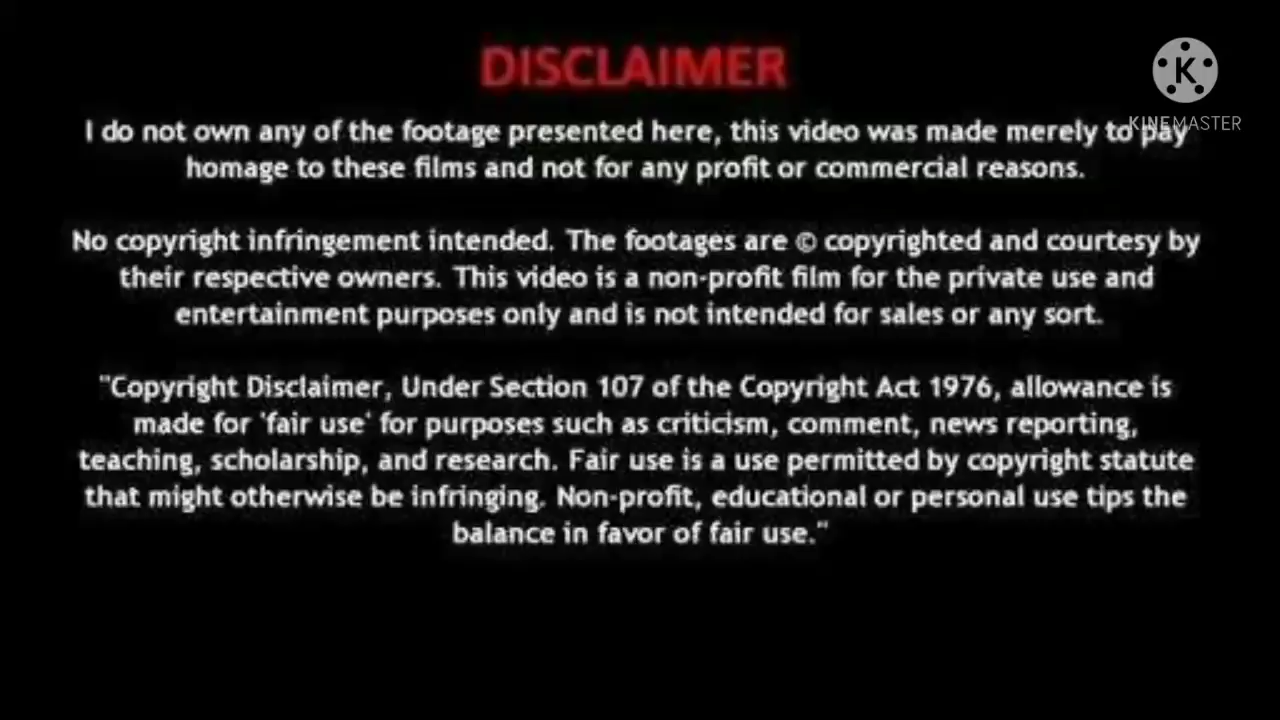 DISCLAIMER
K
KINEMASTER
I do not own any of the footage presented here, this video was made merely to pay
homage to these films and not for any profit or commercial reasons.
No copyright infringement intended. The footages are © copyrighted and courtesy by
their respective owners. This video is a non-profit film for the private use and
entertainment purposes only and is not intended for sales or any sort.
"Copyright Disclaimer, Under Section 107 of the Copyright Act 1976, allowance is
made for 'fair use' for purposes such as criticism, comment, news reporting,
teaching, scholarship, and research. Fair use is a use permitted by copyright statute
that might otherwise be infringing. Non-profit, educational or personal use tips the
balance in favor of fair use."